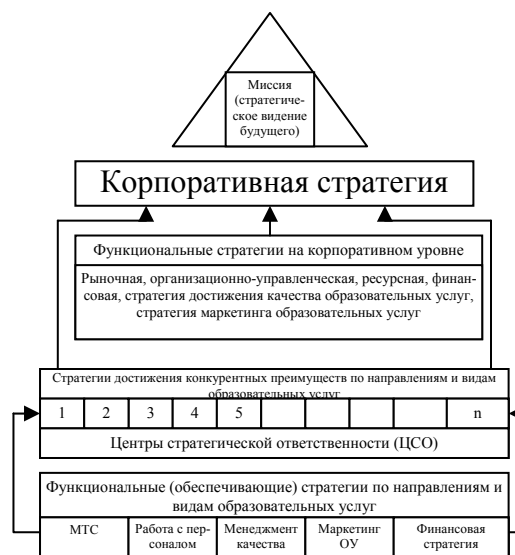 Миссия
(стратегиче-
ское видение
будущего)
Корпоративная стратегия
Функциональные стратегии на корпоративном уровне
Рыночная, организационно-управленческая, ресурсная, финан-
совая, стратегия достижения качества образовательных услуг,
стратегия маркетинга образовательных услуг
Стратегии достижения конкурентных преимуществ по направлениям и видам
образовательных услуг
1 2 3 4 5 n
Центры стратегической ответственности (ЦСО)
Функциональные (обеспечивающие) стратегии по направлениям и
видам образовательных услуг
МТС Работа с пер- Менеджмент Маркетинг Финансовая
соналом качества ОУ стратегия